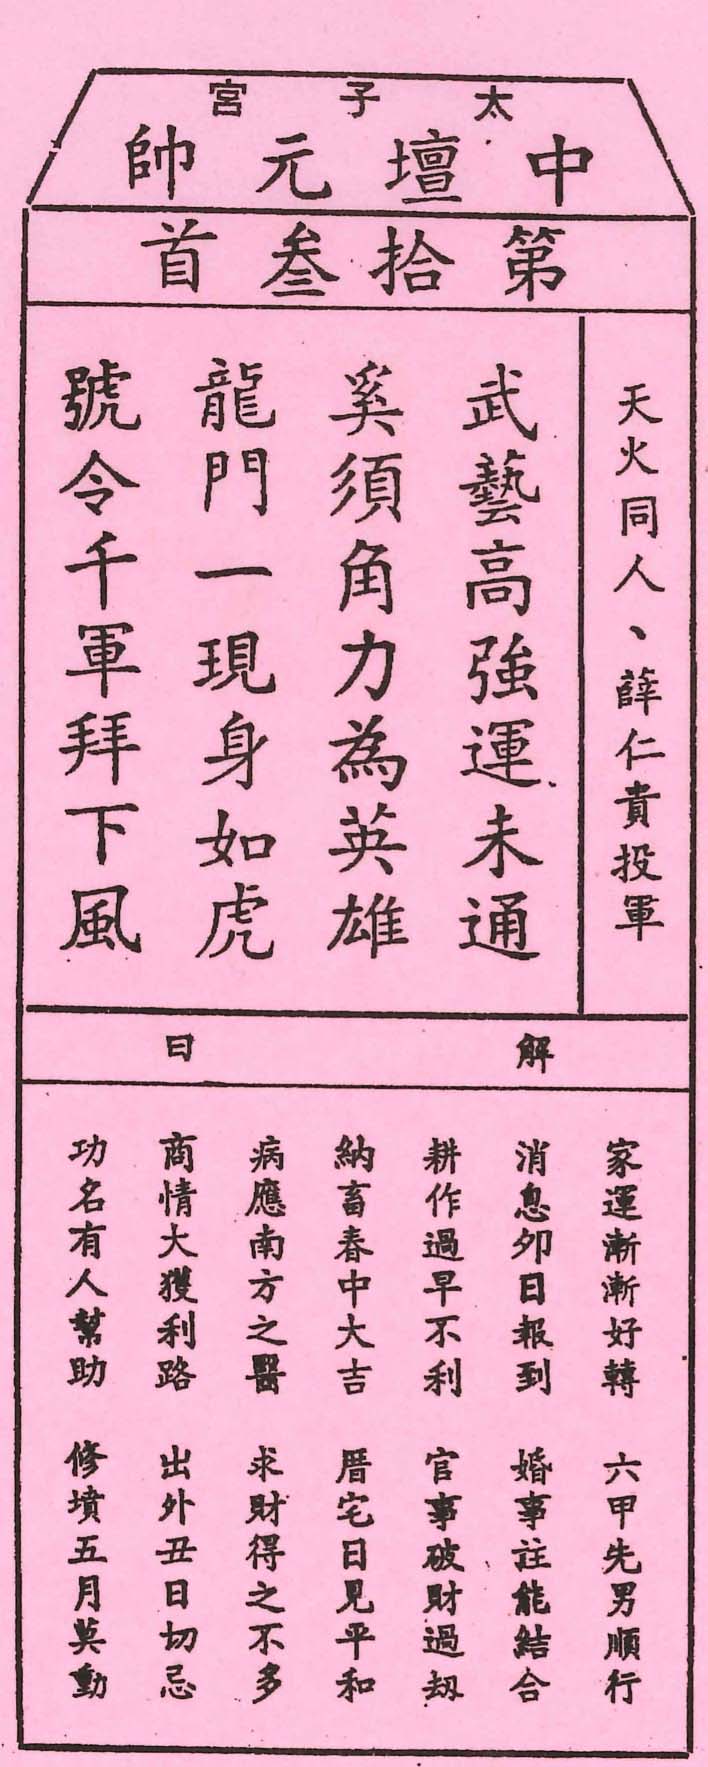 太子宮
中壇元帥
第拾叁首
天火同人、薛仁貴投軍
武藝高強運未通
奚須角力為英雄
龍門一現身如虎
號令千軍拜下風
解曰
家運漸漸好轉　六甲先男順行
消息卯日報到　婚事註能結合
耕作過早不利　官事破財過劫
納畜春中大吉　厝宅日見平和
病應南方之醫　求財得之不多
商情大獲利路　出外丑日切忌
功名有人幫助　修墳五月莫動